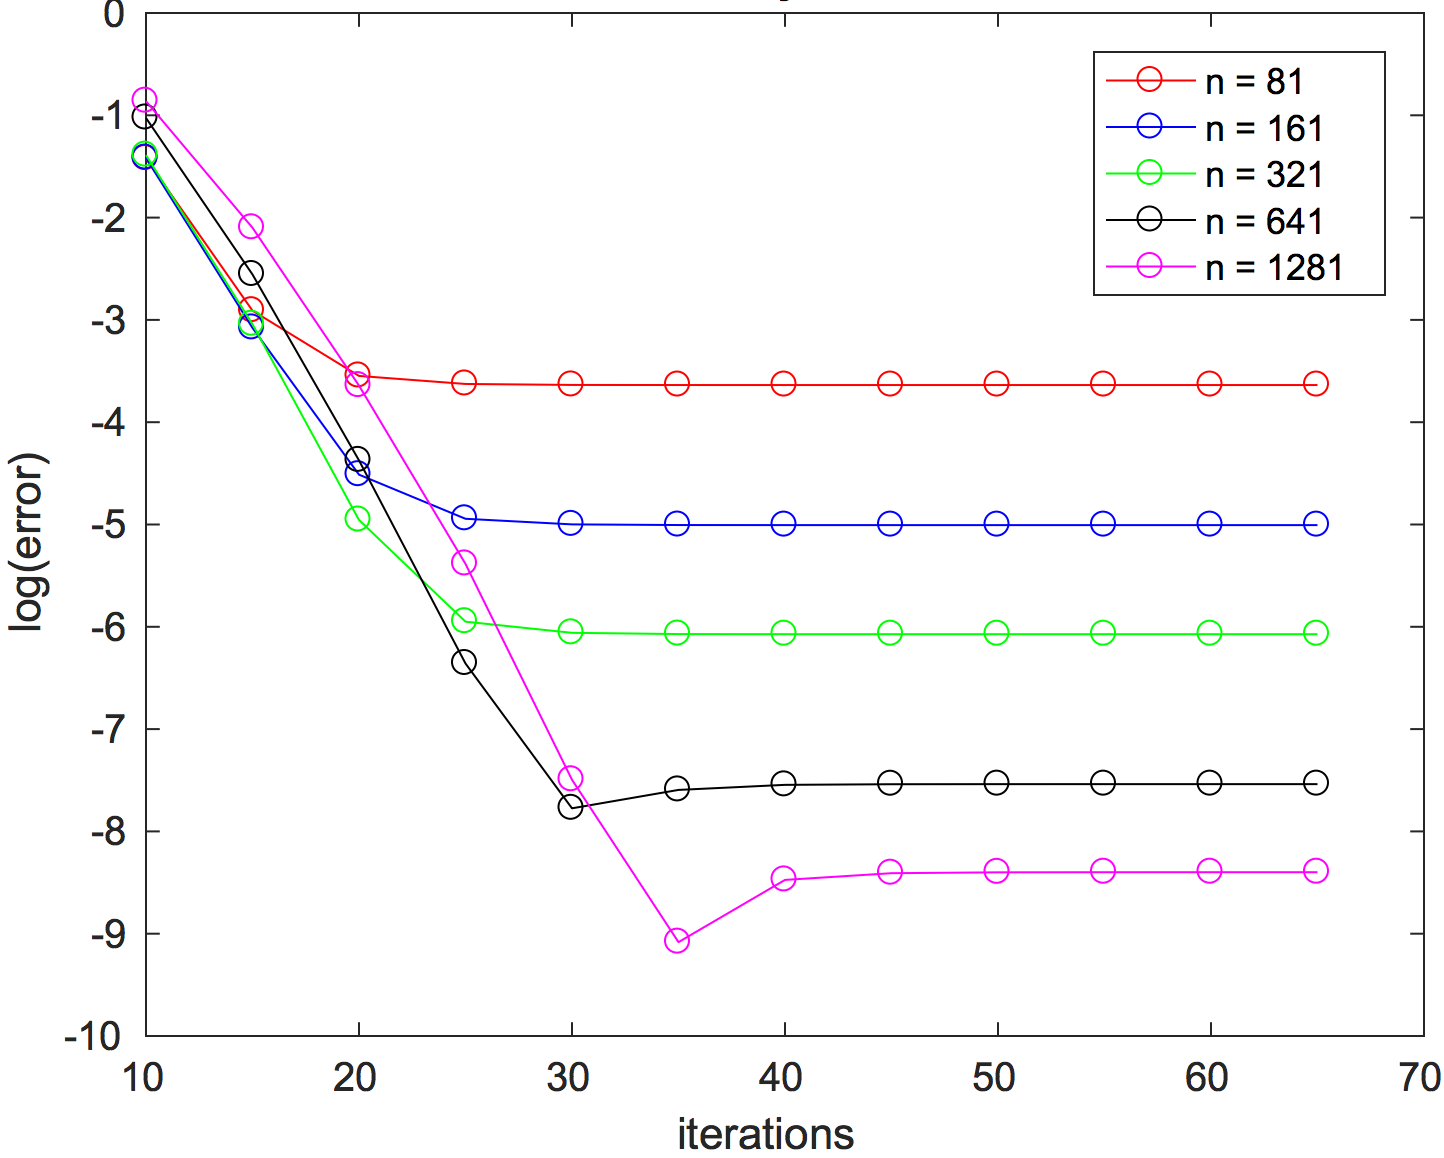 0
-1
-2
-3
-4
-5
-6
-7
-8
-9
-10
log(error)
n = 81
n = 161
n = 321
n = 641
n = 1281
10 20 30 40 50 60 70
iterations